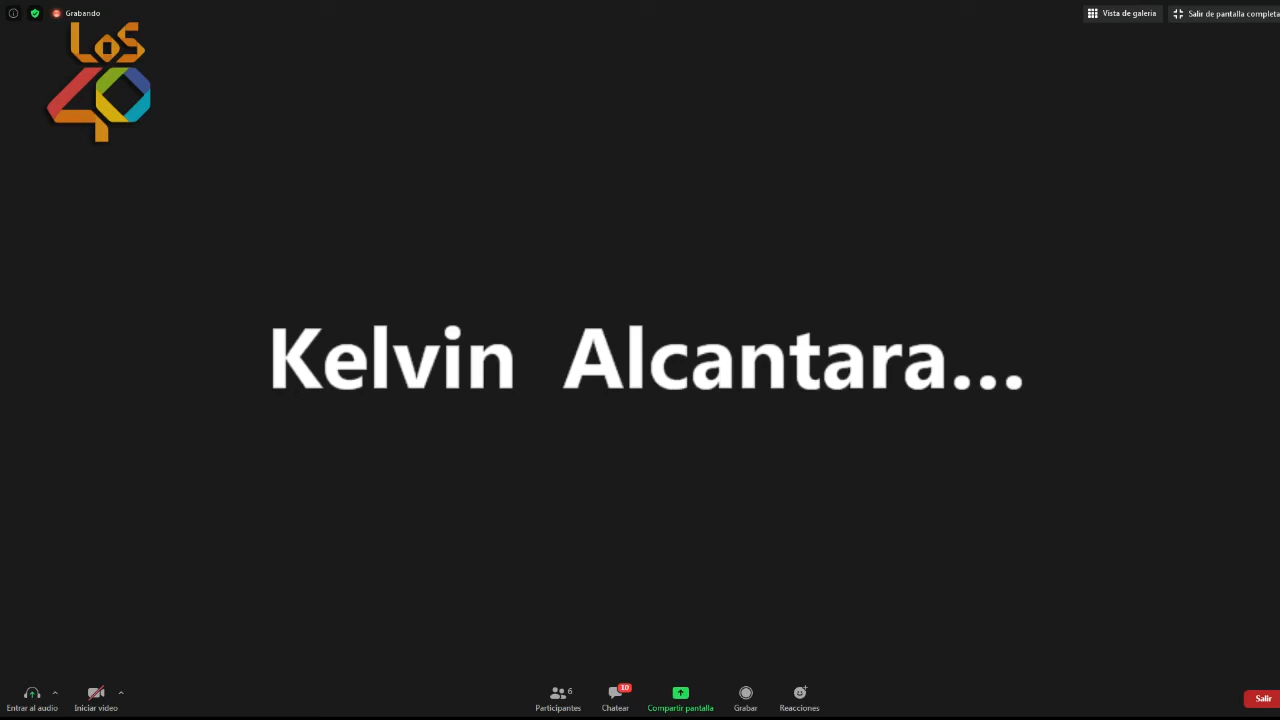 Grabando
Vista de galería
Salir de pantalla completa
LOS
40
Kelvin Alcantara...
Entrar al audio
Iniciar video
6
Participantes
10
Chatear
Compartir pantalla
Grabar
Reacciones
Salir